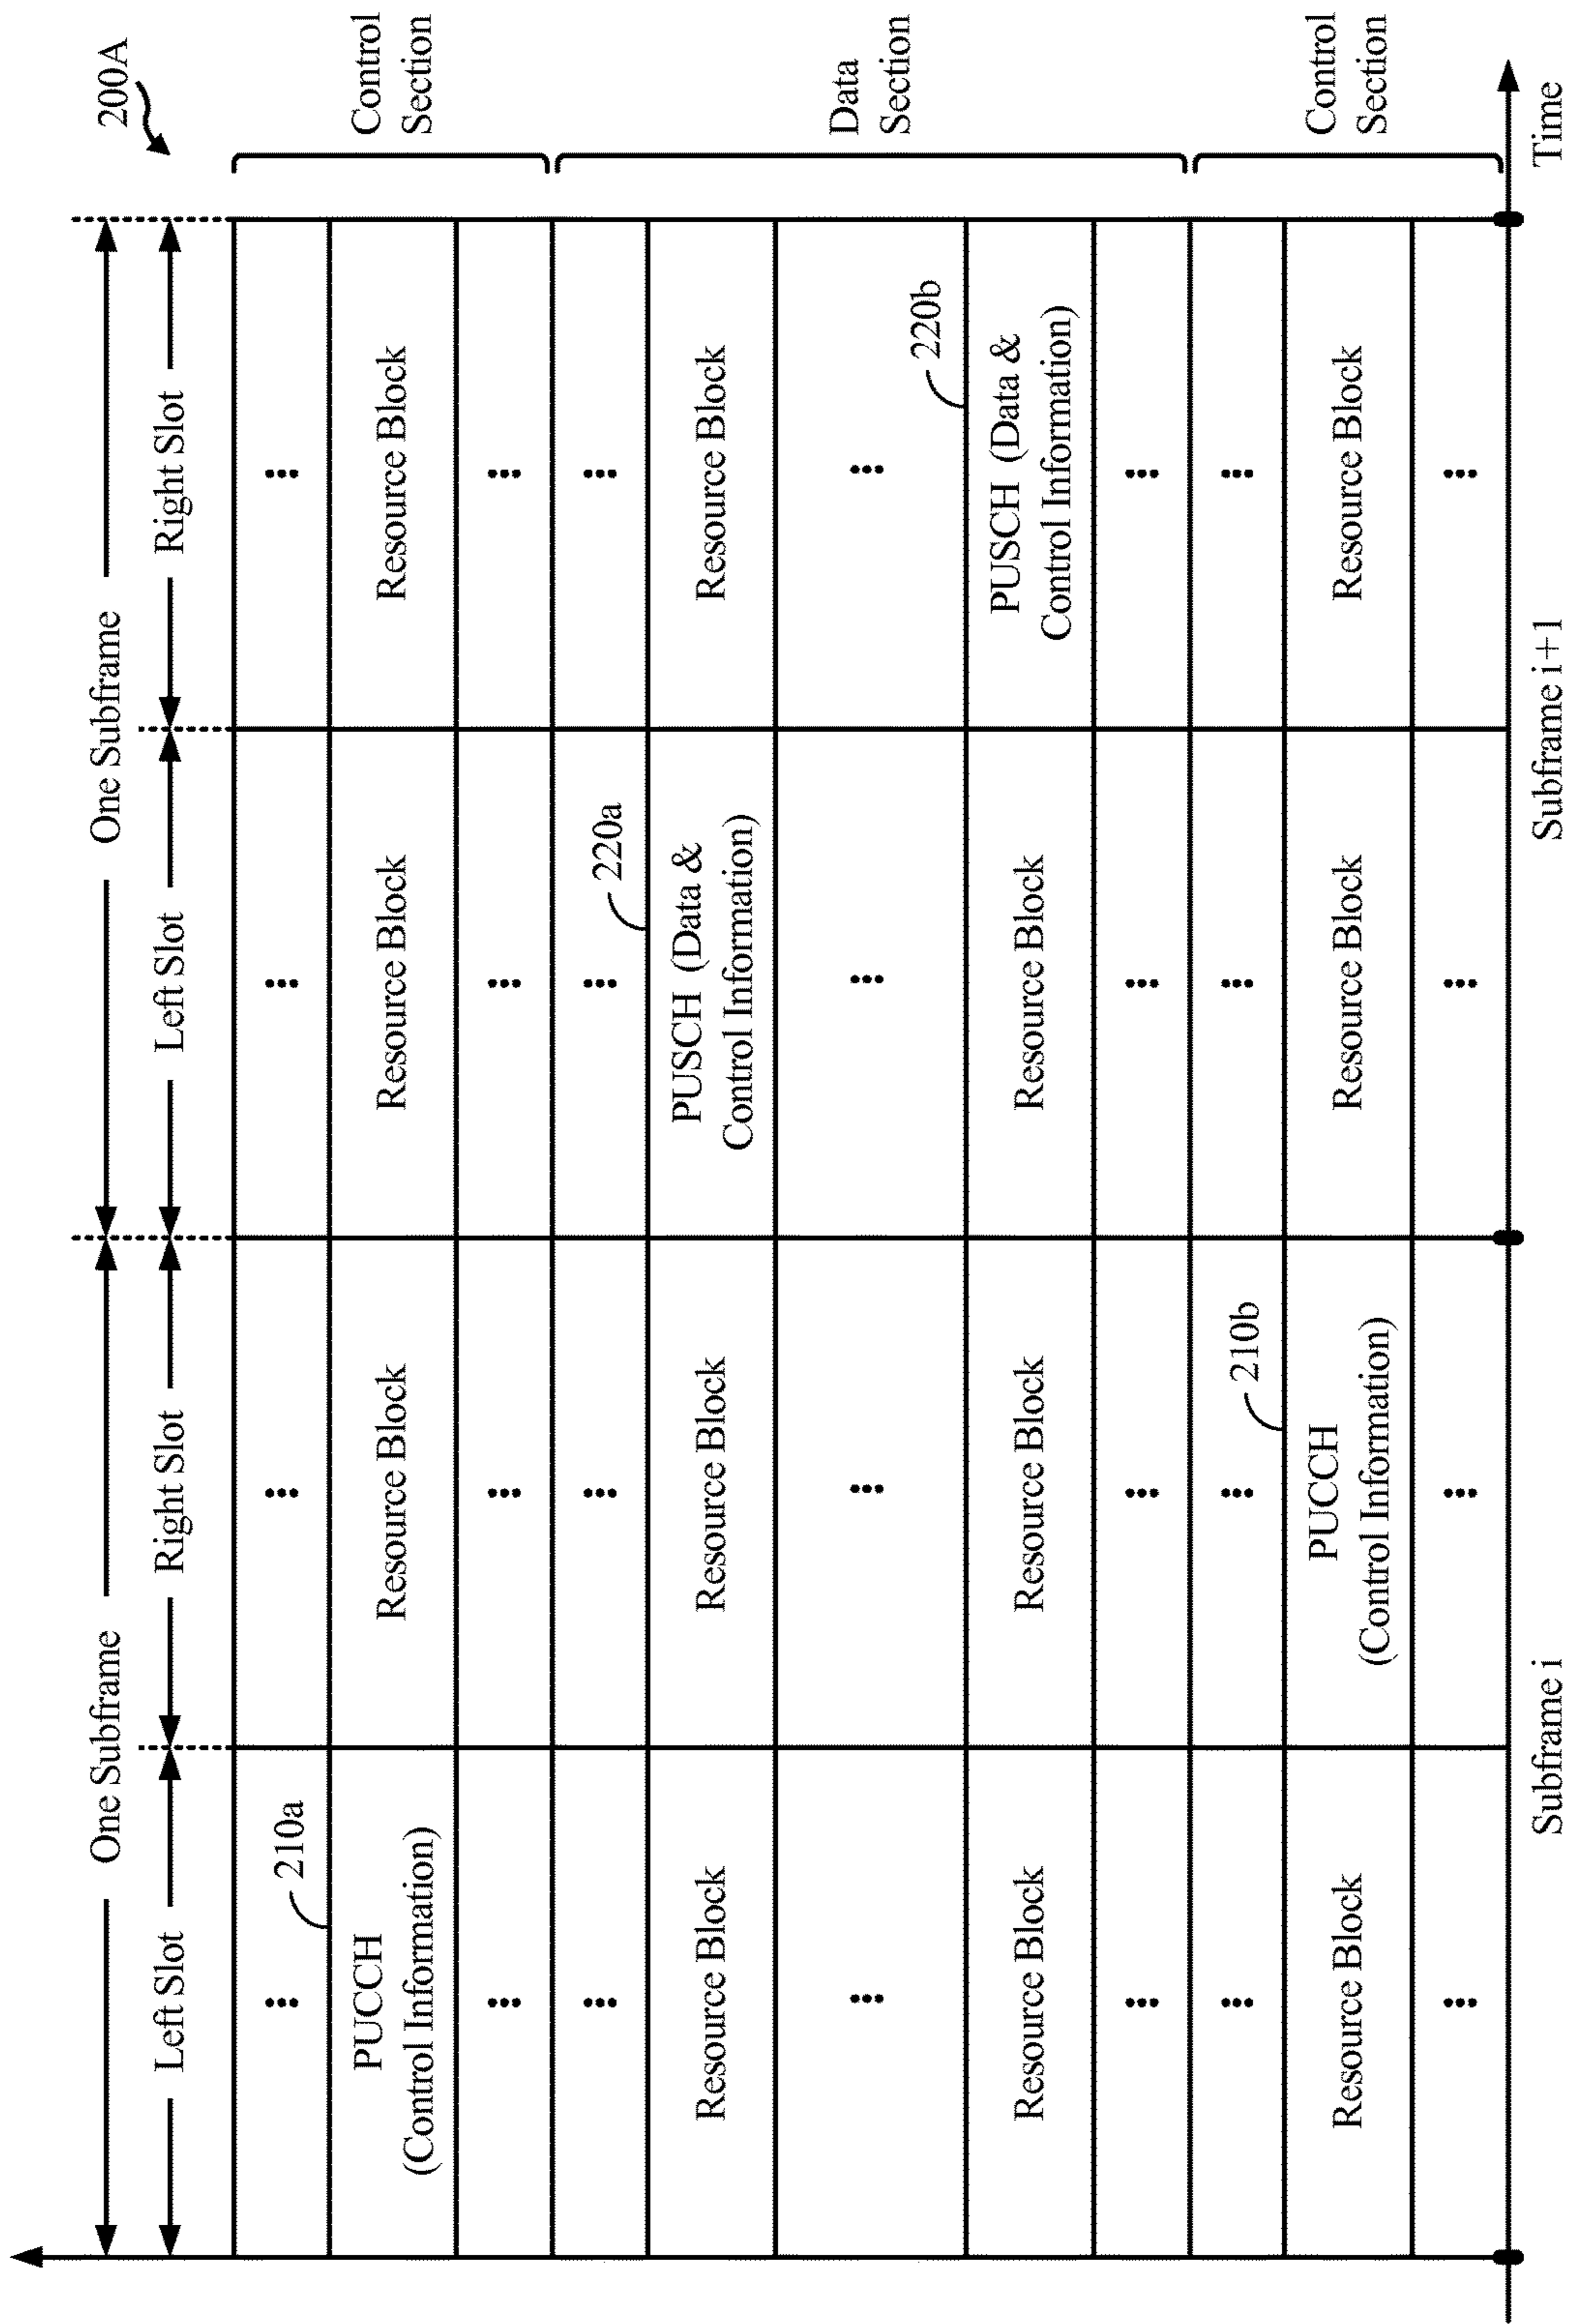 200A
One Subframe
One Subframe
Left Slot
Right Slot
Left Slot
Right Slot
210a
PUCCH
(Control Information)
Resource Block
Resource Block
Resource Block
Control
Section
220a
Resource Block
Resource Block
PUSCH (Data &
Control Information)
Resource Block
Data
Section
220b
Resource Block
Resource Block
Resource Block
PUSCH (Data &
Control Information)
210b
Resource Block
PUCCH
(Control Information)
Resource Block
Resource Block
Control
Section
Subframe i
Subframe i+1
Time